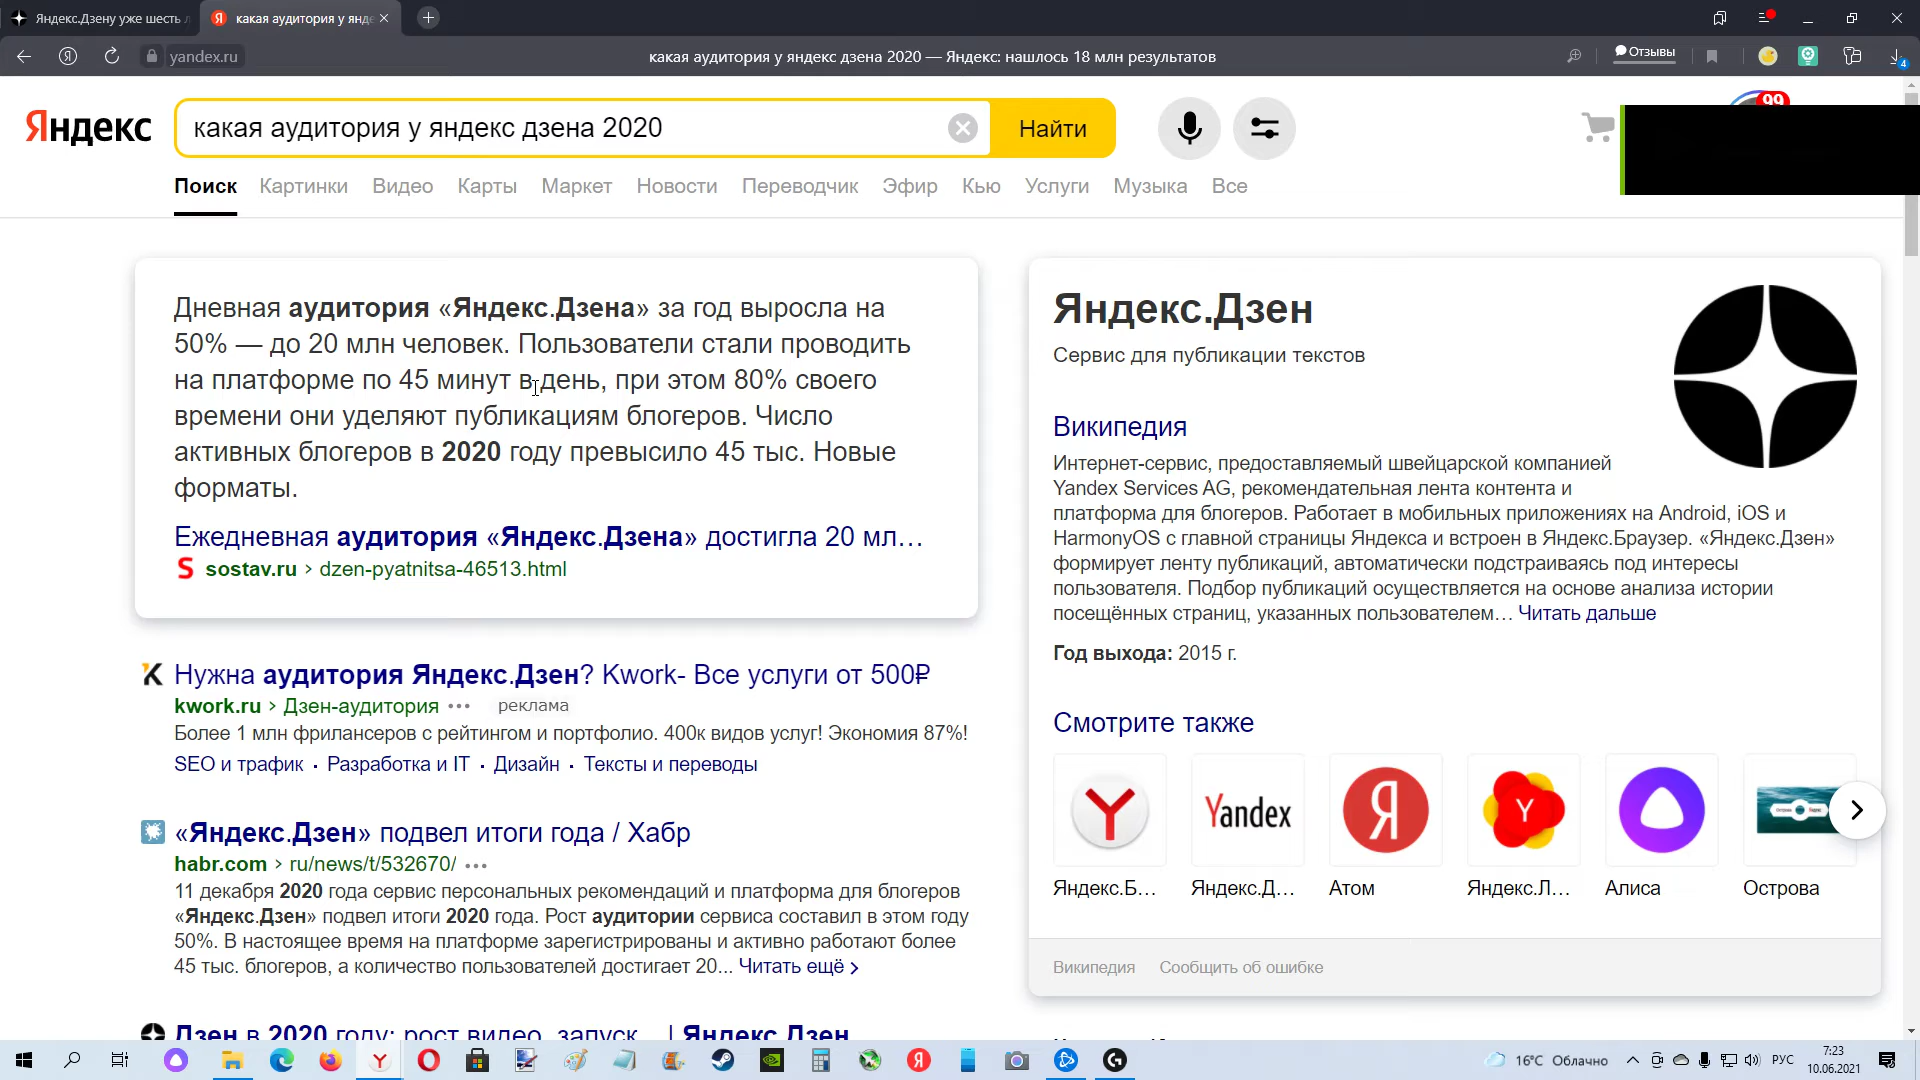 Яндекс.Дзену уже шесть л
какая аудитория у янд
yandex.ru
какая аудитория у яндекс дзена 2020 — Яндекс: нашлось 18 млн результатов
Отзывы
4
Яндекс
какая аудитория у яндекс дзена 2020
Найти
99
Поиск Картинки Видео Карты Маркет Новости Переводчик Эфир Кью Услуги Музыка Все
Дневная аудитория «Яндекс.Дзена» за год выросла на
50% — до 20 млн человек. Пользователи стали проводить
на платформе по 45 минут в день, при этом 80% своего
времени они уделяют публикациям блогеров. Число
активных блогеров в 2020 году превысило 45 тыс. Новые
форматы.
Ежедневная аудитория «Яндекс.Дзена» достигла 20 мл...
S sostav.ru › dzen-pyatnitsa-46513.html
Нужна аудитория Яндекс.Дзен? Kwork- Все услуги от 500₽
kwork.ru › Дзен-аудитория ••• реклама
Более 1 млн фрилансеров с рейтингом и портфолио. 400к видов услуг! Экономия 87%!
SEO и трафик · Разработка и IT · Дизайн · Тексты и переводы
«Яндекс.Дзен» подвел итоги года / Хабр
habr.com › ru/news/t/532670/ •••
11 декабря 2020 года сервис персональных рекомендаций и платформа для блогеров
«Яндекс.Дзен» подвел итоги 2020 года. Рост аудитории сервиса составил в этом году
50%. В настоящее время на платформе зарегистрированы и активно работают более
45 тыс. блогеров, а количество пользователей достигает 20... Читать ещё ›
Дзен в 2020 году: рост видео, запуск... | Яндекс.Дзен
Яндекс.Дзен
Сервис для публикации текстов
Википедия
Интернет-сервис, предоставляемый швейцарской компанией
Yandex Services AG, рекомендательная лента контента и
платформа для блогеров. Работает в мобильных приложениях на Android, iOS и
HarmonyOS с главной страницы Яндекса и встроен в Яндекс.Браузер. «Яндекс.Дзен»
формирует ленту публикаций, автоматически подстраиваясь под интересы
пользователя. Подбор публикаций осуществляется на основе анализа истории
посещённых страниц, указанных пользователем... Читать дальше
Год выхода: 2015 г.
Смотрите также
Yandex
Яндекс.Б... Яндекс.Д... Атом Яндекс.Л... Алиса Острова
Википедия Сообщить об ошибке
16°C Облачно
РУС
7:23
10.06.2021